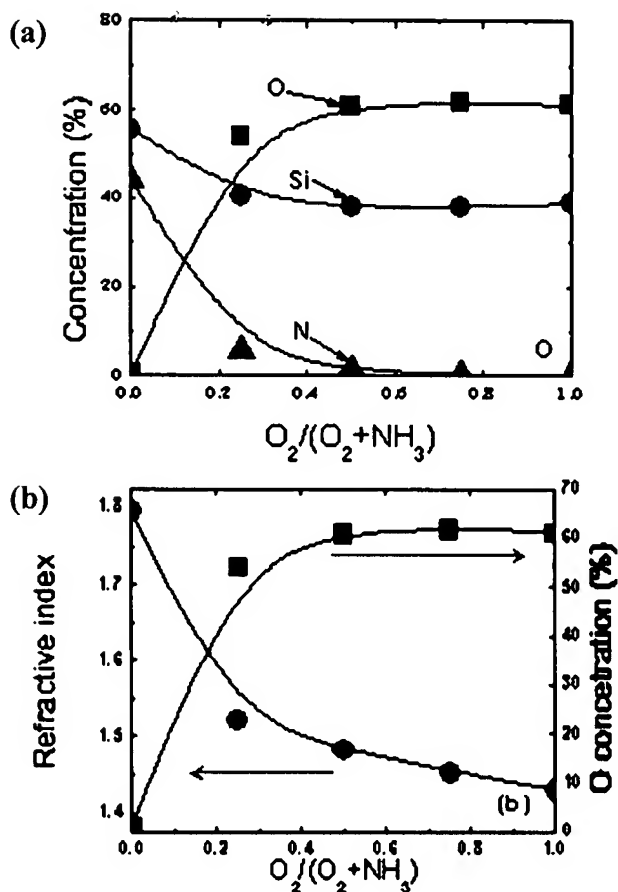 (a)
80
60
40
20
0
Concentration (%)
O
Si
N
O
0.0 0.2 0.4 0.6 0.8 1.0
O₂/(O₂+NH₃)
(b)
1.8
1.7
1.6
1.5
1.4
Refractive index
70
60
50
40
30
20
10
0
O concetration (%)
(b)
0.0 0.2 0.4 0.6 0.8 1.0
O₂/(O₂+NH₃)